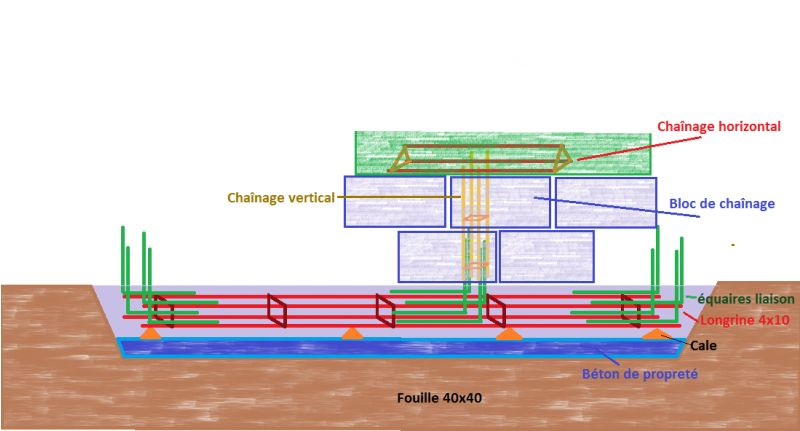 Chaînage horizontal
Chaînage vertical
Bloc de chaînage
équaires liaison
Longrine 4x10
Cale
Béton de propreté
Fouille 40x40